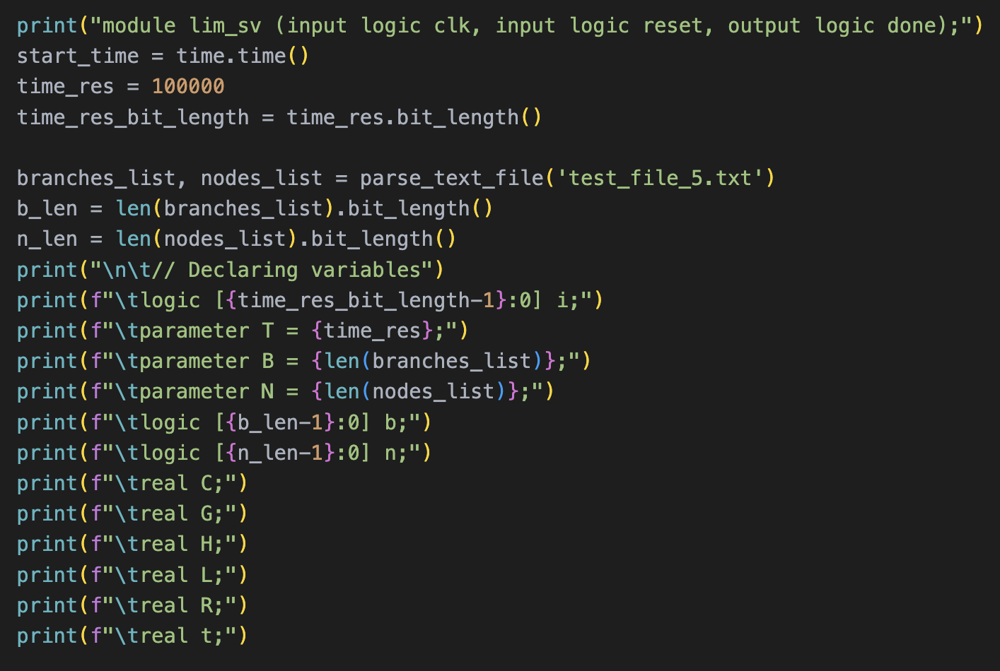 print("module lim_sv (input logic clk, input logic reset, output logic done);")
start_time = time.time()
time_res = 100000
time_res_bit_length = time_res.bit_length()
branches_list, nodes_list = parse_text_file('test_file_5.txt')
b_len = len(branches_list).bit_length()
n_len = len(nodes_list).bit_length()
print("\n\t// Declaring variables")
print(f"\tlogic [{time_res_bit_length-1}:0] i;")
print(f"\tparameter T = {time_res};")
print(f"\tparameter B = {len(branches_list)};")
print(f"\tparameter N = {len(nodes_list)};")
print(f"\tlogic [{b_len-1}:0] b;")
print(f"\tlogic [{n_len-1}:0] n;")
print(f"\treal C;")
print(f"\treal G;")
print(f"\treal H;")
print(f"\treal L;")
print(f"\treal R;")
print(f"\treal t;")